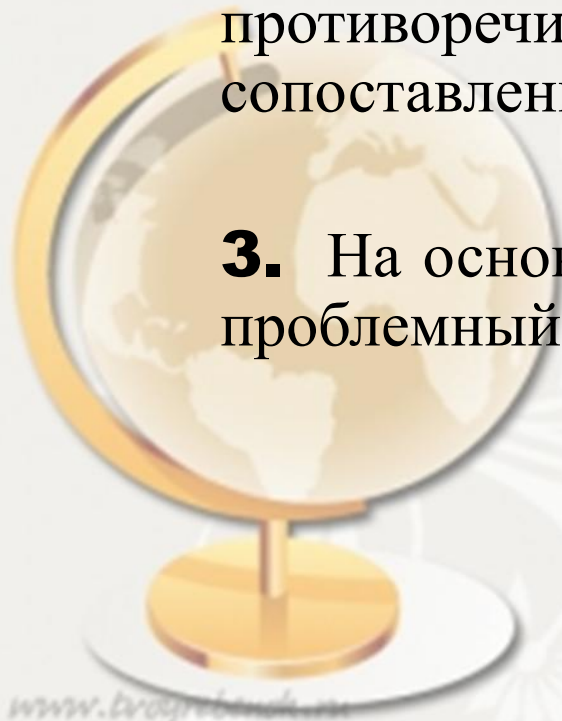 противоречи
сопоставлен
3. На осно
проблемный